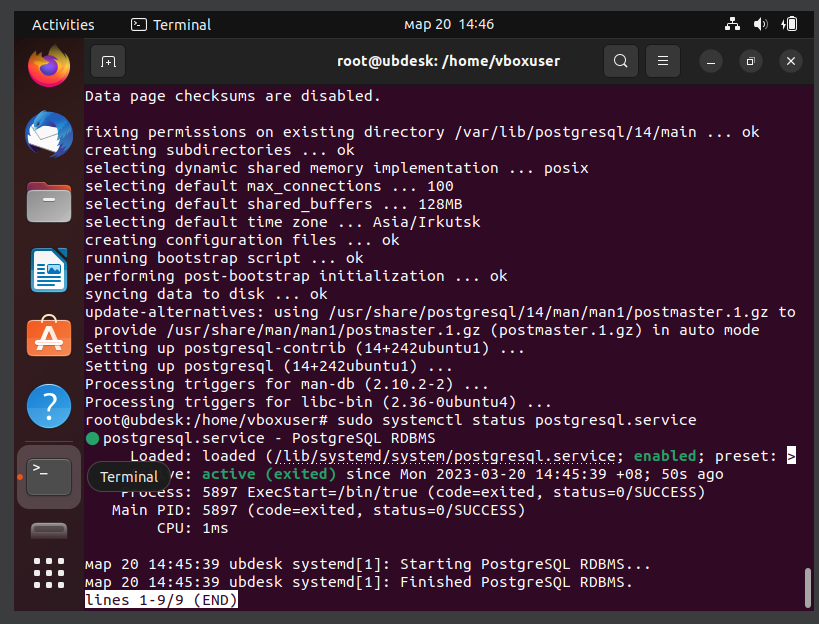 Activities
Terminal
мар 20 14:46
root@ubdesk: /home/vboxuser
Data page checksums are disabled.
fixing permissions on existing directory /var/lib/postgresql/14/main ... ok
creating subdirectories ... ok
selecting dynamic shared memory implementation ... posix
selecting default max_connections ... 100
selecting default shared_buffers ... 128MB
selecting default time zone ... Asia/Irkutsk
creating configuration files ... ok
running bootstrap script ... ok
performing post-bootstrap initialization ... ok
syncing data to disk ... ok
update-alternatives: using /usr/share/postgresql/14/man/man1/postmaster.1.gz to
provide /usr/share/man/man1/postmaster.1.gz (postmaster.1.gz) in auto mode
Setting up postgresql-contrib (14+242ubuntu1) ...
Setting up postgresql (14+242ubuntu1) ...
Processing triggers for man-db (2.10.2-2) ...
Processing triggers for libc-bin (2.36-0ubuntu4) ...
root@ubdesk:/home/vboxuser# sudo systemctl status postgresql.service
● postgresql.service - PostgreSQL RDBMS
Loaded: loaded (/lib/systemd/system/postgresql.service; enabled; preset: >
Terminal
ve: active (exited) since Mon 2023-03-20 14:45:39 +08; 50s ago
Process: 5897 ExecStart=/bin/true (code=exited, status=0/SUCCESS)
Main PID: 5897 (code=exited, status=0/SUCCESS)
CPU: 1ms
мар 20 14:45:39 ubdesk systemd[1]: Starting PostgreSQL RDBMS...
мар 20 14:45:39 ubdesk systemd[1]: Finished PostgreSQL RDBMS.
lines 1-9/9 (END)